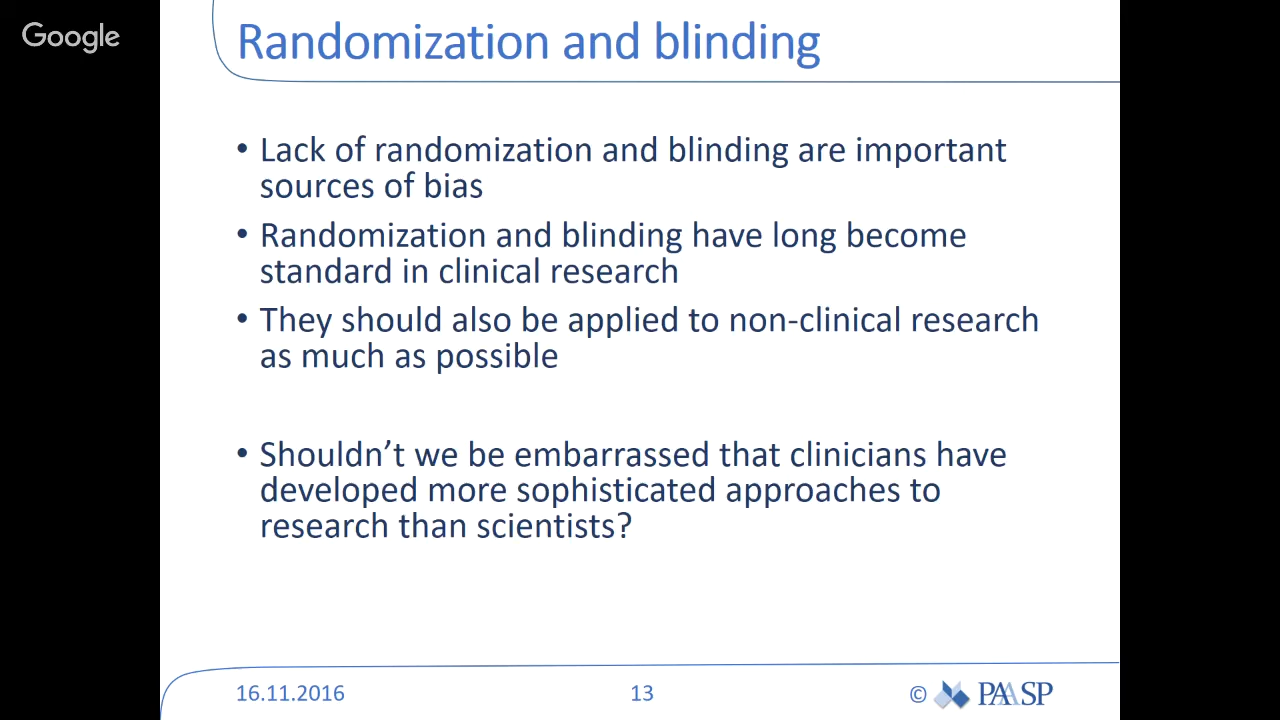 Google
Randomization and blinding
• Lack of randomization and blinding are important
sources of bias
• Randomization and blinding have long become
standard in clinical research
• They should also be applied to non-clinical research
as much as possible
• Shouldn’t we be embarrassed that clinicians have
developed more sophisticated approaches to
research than scientists?
16.11.2016
13
© PAASP